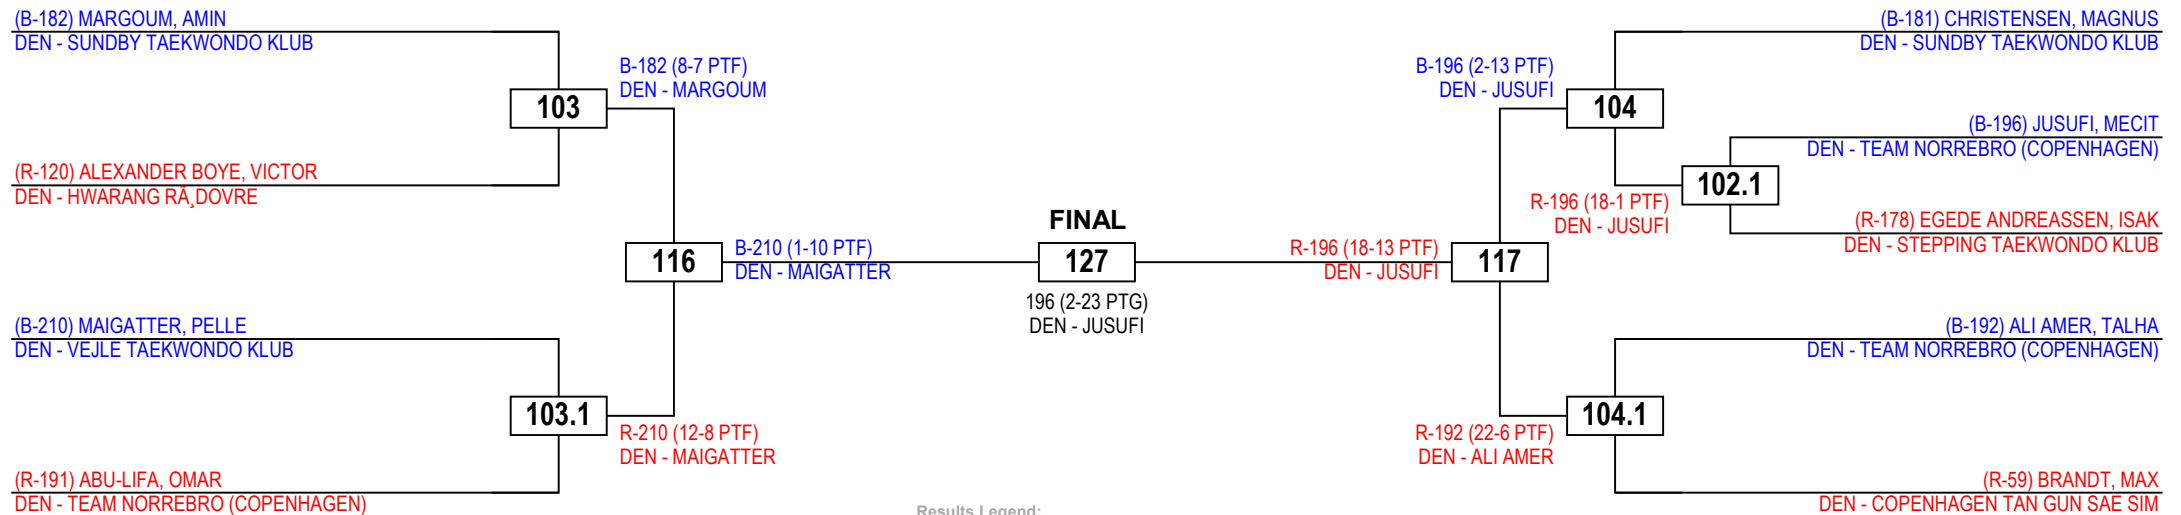 (B-182) MARGOUM, AMIN
DEN - SUNDBY TAEKWONDO KLUB
B-182 (8-7 PTF)
DEN - MARGOUM
103
(R-120) ALEXANDER BOYE, VICTOR
DEN - HWARANG RÃ¸DOVRE
116
B-210 (1-10 PTF)
DEN - MAIGATTER
(B-210) MAIGATTER, PELLE
DEN - VEJLE TAEKWONDO KLUB
103.1
R-210 (12-8 PTF)
DEN - MAIGATTER
(R-191) ABU-LIFA, OMAR
DEN - TEAM NORREBRO (COPENHAGEN)
FINAL
127
196 (2-23 PTG)
DEN - JUSUFI
(B-181) CHRISTENSEN, MAGNUS
DEN - SUNDBY TAEKWONDO KLUB
B-196 (2-13 PTF)
DEN - JUSUFI
104
(B-196) JUSUFI, MECIT
DEN - TEAM NORREBRO (COPENHAGEN)
102.1
R-196 (18-1 PTF)
DEN - JUSUFI
(R-178) EGEDE ANDREASSEN, ISAK
DEN - STEPPING TAEKWONDO KLUB
R-196 (18-13 PTF)
DEN - JUSUFI
117
(B-192) ALI AMER, TALHA
DEN - TEAM NORREBRO (COPENHAGEN)
104.1
R-192 (22-6 PTF)
DEN - ALI AMER
(R-59) BRANDT, MAX
DEN - COPENHAGEN TAN GUN SAE SIM
Results Legend: